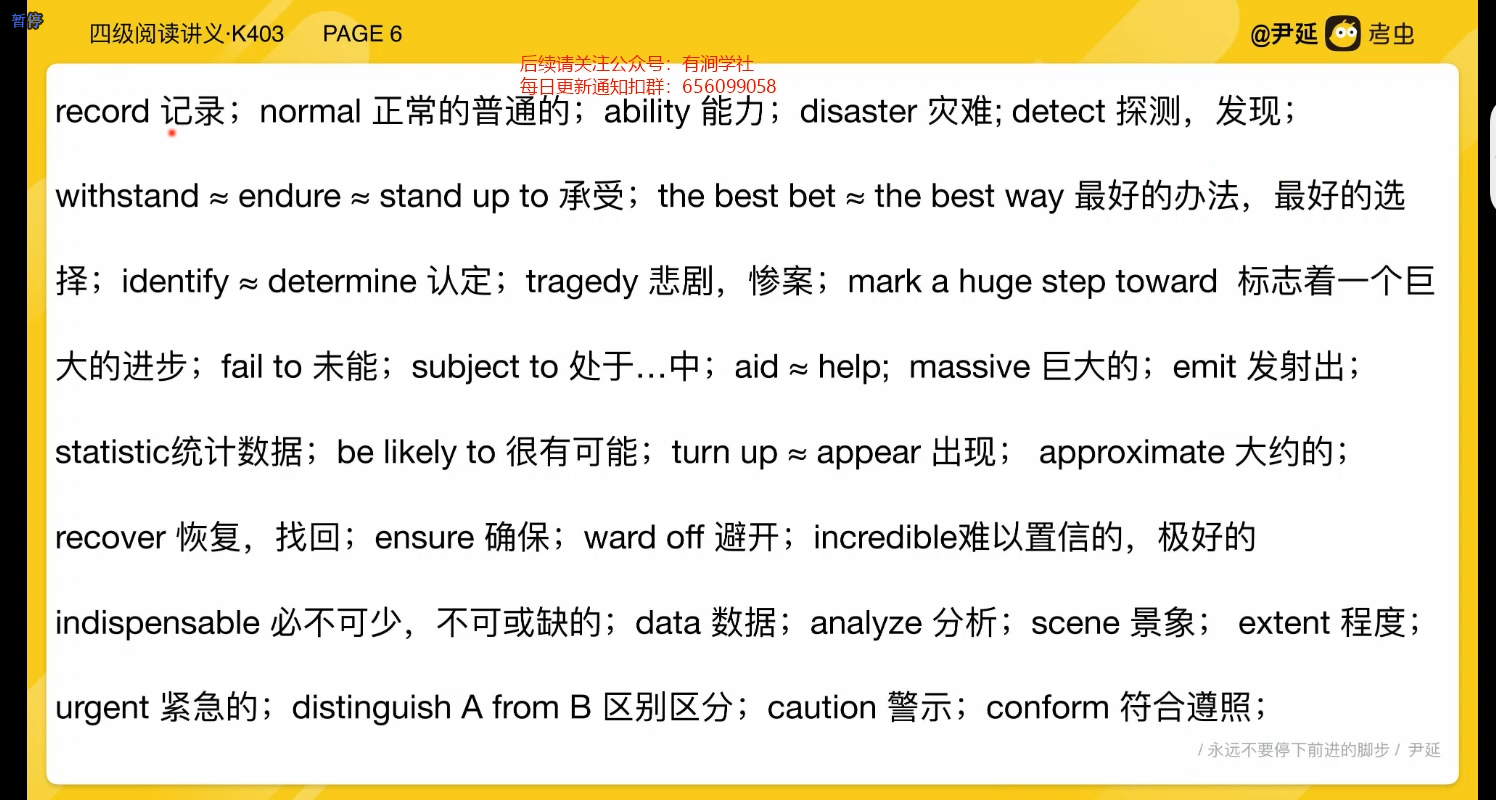 暂停
四级阅读讲义·K403 PAGE 6
@尹延 考虫
后续请关注公众号：有涧学社
每日更新通知扣群：656099058
record 记录；normal 正常的普通的；ability 能力；disaster 灾难; detect 探测，发现；
withstand ≈ endure ≈ stand up to 承受；the best bet ≈ the best way 最好的办法，最好的选
择；identify ≈ determine 认定；tragedy 悲剧，惨案；mark a huge step toward 标志着一个巨
大的进步；fail to 未能；subject to 处于…中；aid ≈ help; massive 巨大的；emit 发射出；
statistic统计数据；be likely to 很有可能；turn up ≈ appear 出现； approximate 大约的；
recover 恢复，找回；ensure 确保；ward off 避开；incredible难以置信的，极好的
indispensable 必不可少，不可或缺的；data 数据；analyze 分析；scene 景象； extent 程度；
urgent 紧急的；distinguish A from B 区别区分；caution 警示；conform 符合遵照；
/ 永远不要停下前进的脚步 / 尹延